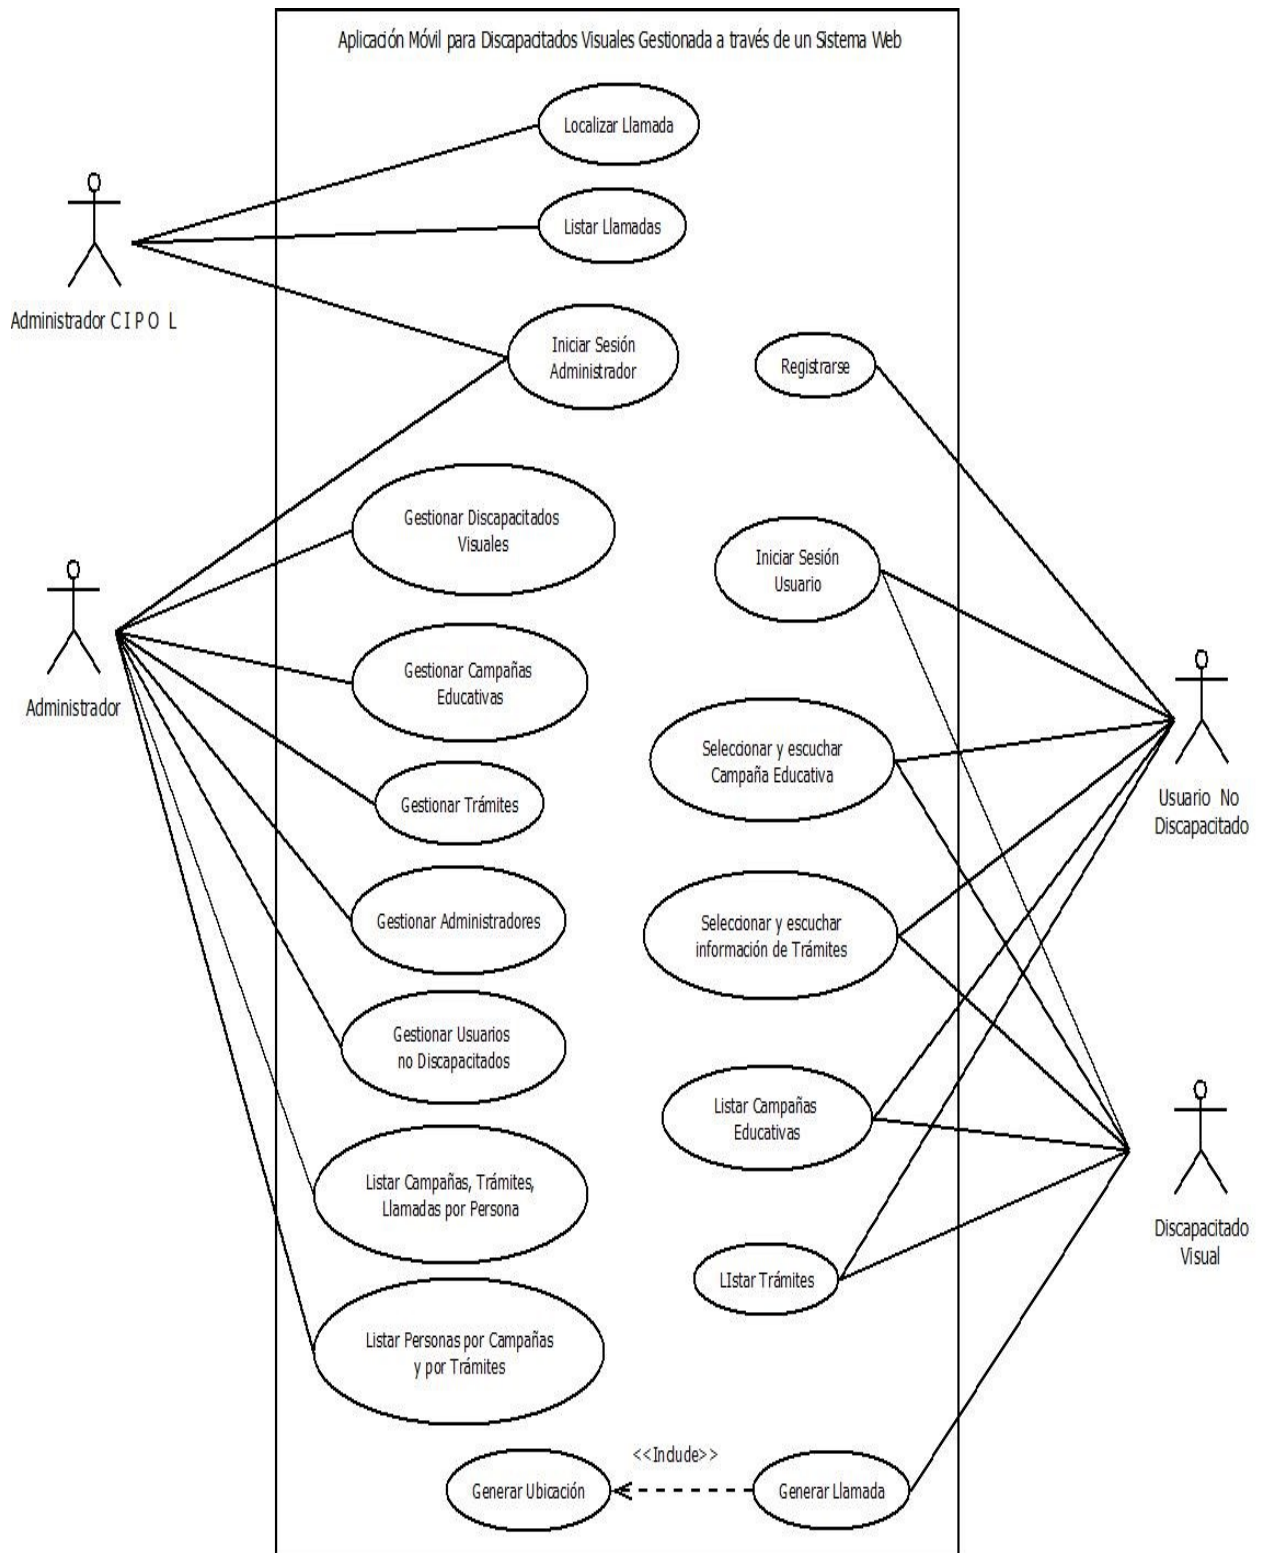 Aplicación Móvil para Discapacitados Visuales Gestionada a través de un Sistema Web
Localizar Llamada
Listar Llamadas
Administrador C I P O L
Iniciar Sesión
Administrador
Registrarse
Gestionar Discapacitados
Visuales
Iniciar Sesión
Usuario
Administrador
Gestionar Campañas
Educativas
Seleccionar y escuchar
Campaña Educativa
Usuario No
Discapacitado
Gestionar Trámites
Gestionar Administradores
Seleccionar y escuchar
información de Trámites
Gestionar Usuarios
no Discapacitados
Listar Campañas
Educativas
Listar Campañas, Trámites,
Llamadas por Persona
Discapacitado
Visual
LIstar Trámites
Listar Personas por Campañas
y por Trámites
<<Include>>
Generar Ubicación
Generar Llamada